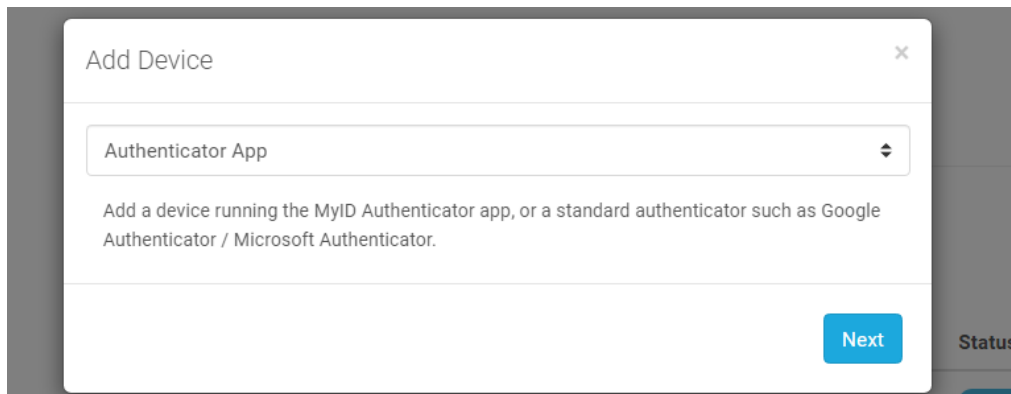 Add Device
×
Authenticator App
Add a device running the MyID Authenticator app, or a standard authenticator such as Google
Authenticator / Microsoft Authenticator.
Next
Status